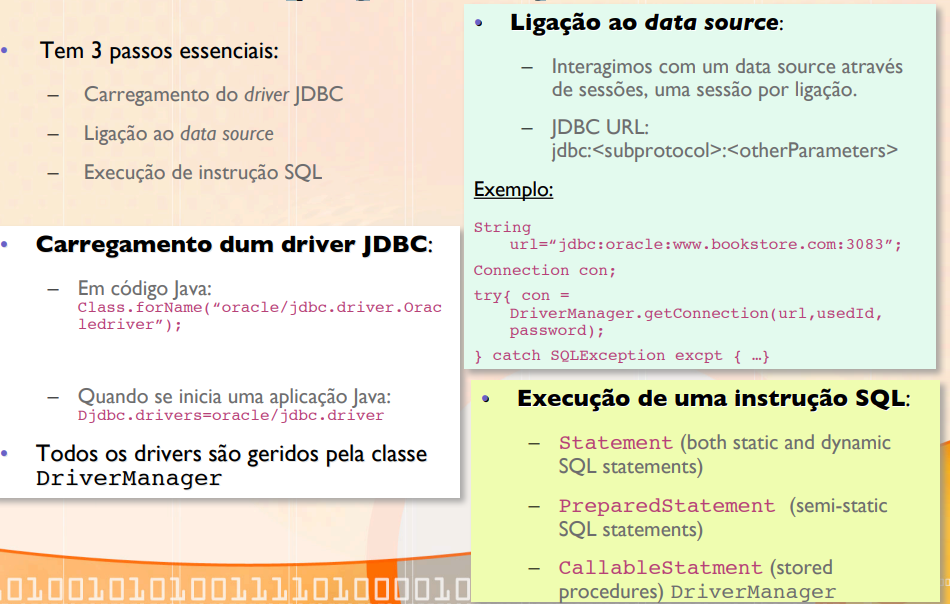 • Tem 3 passos essenciais:
– Carregamento do driver JDBC
– Ligação ao data source
– Execução de instrução SQL
• Carregamento dum driver JDBC:
– Em código Java:
Class.forName(“oracle/jdbc.driver.Orac
ledriver”);
– Quando se inicia uma aplicação Java:
Djdbc.drivers=oracle/jdbc.driver
• Todos os drivers são geridos pela classe
DriverManager
• Ligação ao data source:
– Interagimos com um data source através
de sessões, uma sessão por ligação.
– JDBC URL:
jdbc:<subprotocol>:<otherParameters>
Exemplo:
String
url=“jdbc:oracle:www.bookstore.com:3083”;
Connection con;
try{ con =
DriverManager.getConnection(url,usedId,
password);
} catch SQLException excpt { …}
• Execução de uma instrução SQL:
– Statement (both static and dynamic
SQL statements)
– PreparedStatement (semi-static
SQL statements)
– CallableStatment (stored
procedures) DriverManager